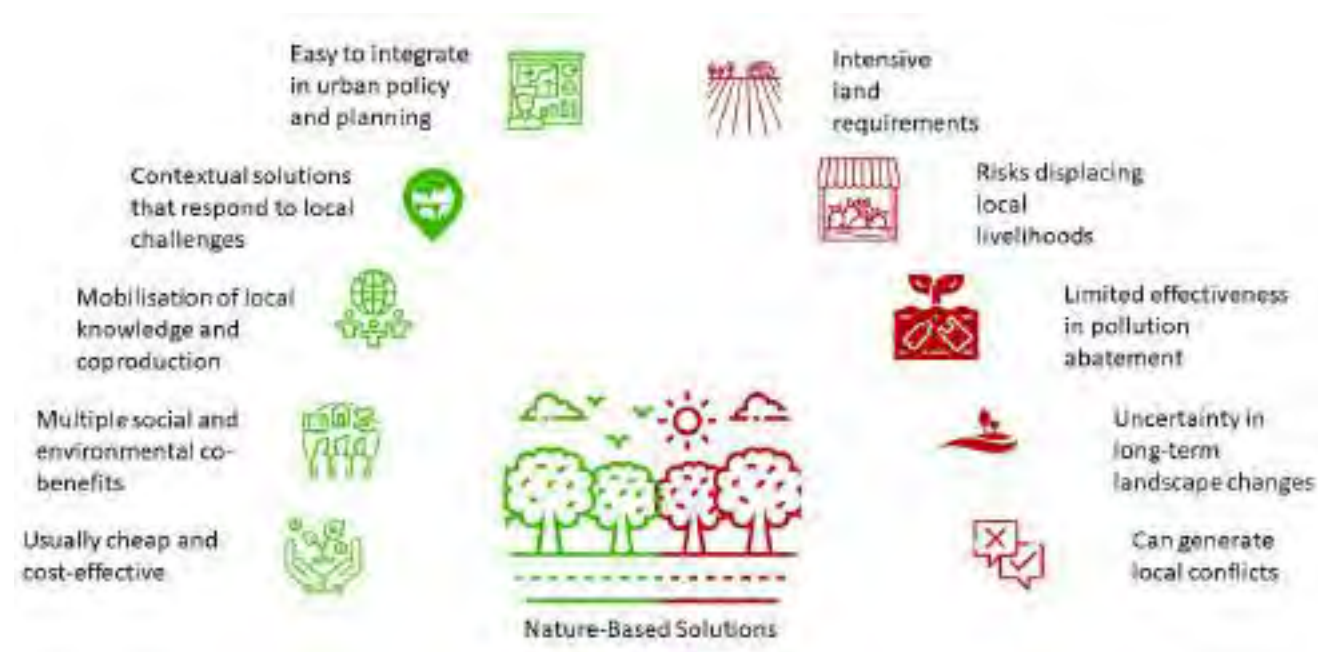 Easy to integrate
in urban policy
and planning
Contextual solutions
that respond to local
challenges
Mobilisation of local
knowledge and
coproduction
Multiple social and
environmental co-
benefits
Usually cheap and
cost-effective
Intensive
land
requirements
Risks displacing
local
livelihoods
Limited effectiveness
in pollution
abatement
Uncertainty in
long-term
landscape changes
Can generate
local conflicts
Nature-Based Solutions